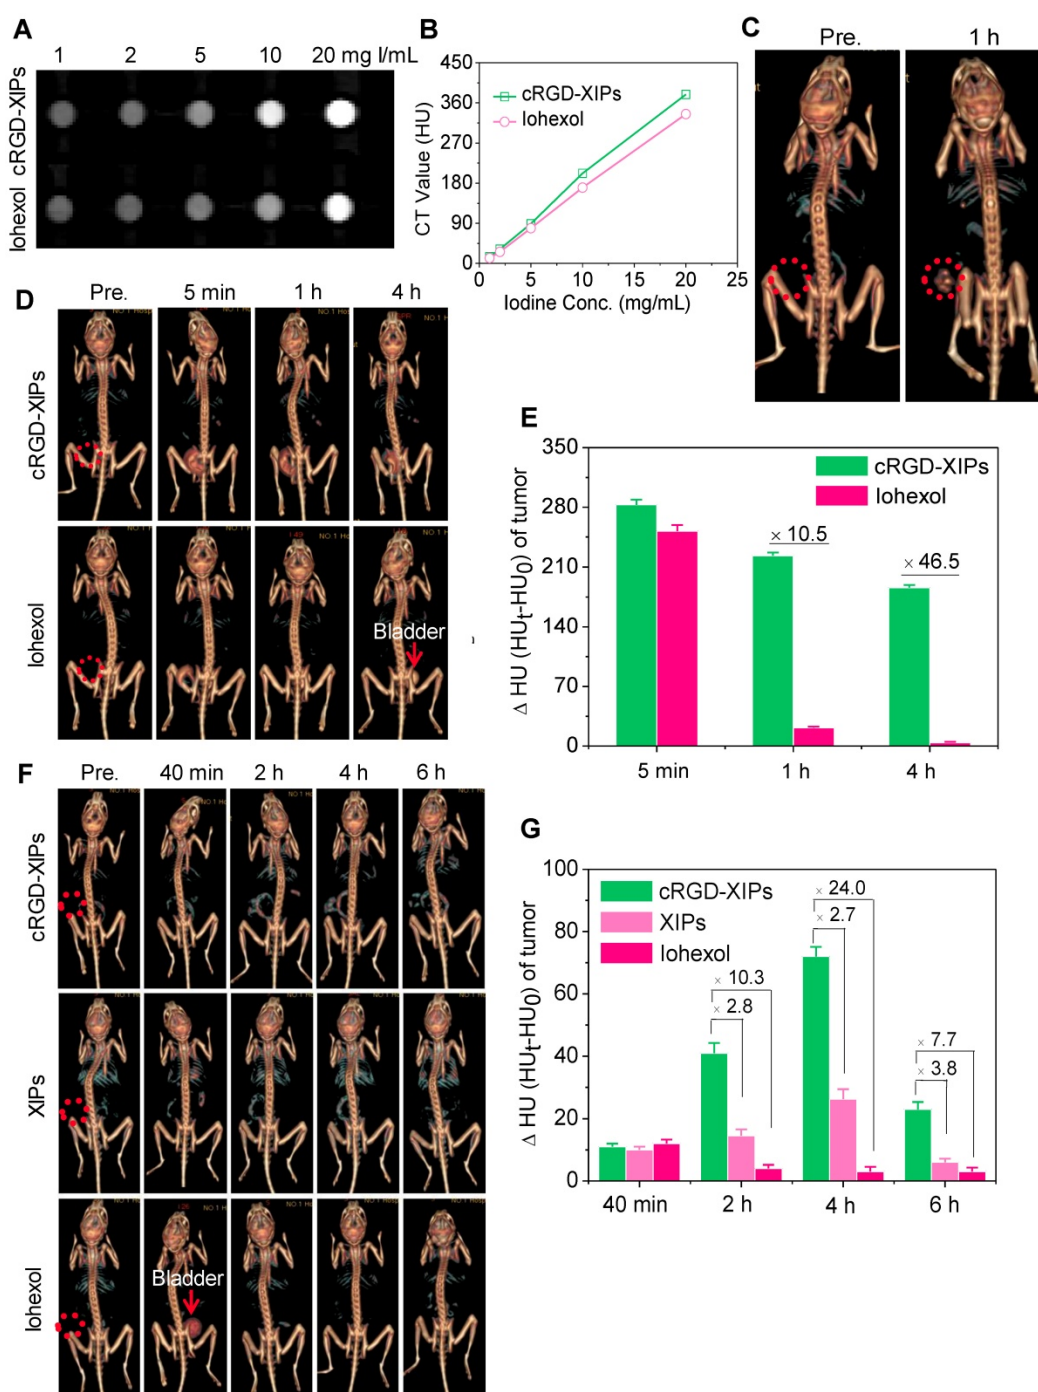 A
1 2 5 10 20 mg I/mL
cRGD-XIPs
Iohexol
B
CT Value (HU)
450
360
270
180
90
0
cRGD-XIPs
Iohexol
0 5 10 15 20 25
Iodine Conc. (mg/mL)
C
Pre. 1 h
D
Pre. 5 min 1 h 4 h
cRGD-XIPs
NO 1 Hosp
Iohexol
Bladder
E
Δ HU (HUt-HU0) of tumor
350
280
210
140
70
0
cRGD-XIPs
Iohexol
× 10.5
× 46.5
5 min 1 h 4 h
F
Pre. 40 min 2 h 4 h 6 h
cRGD-XIPs
XIPs
Iohexol
Bladder
G
Δ HU (HUt-HU0) of tumor
100
80
60
40
20
0
cRGD-XIPs
XIPs
Iohexol
× 10.3
× 2.8
× 24.0
× 2.7
× 7.7
× 3.8
40 min 2 h 4 h 6 h